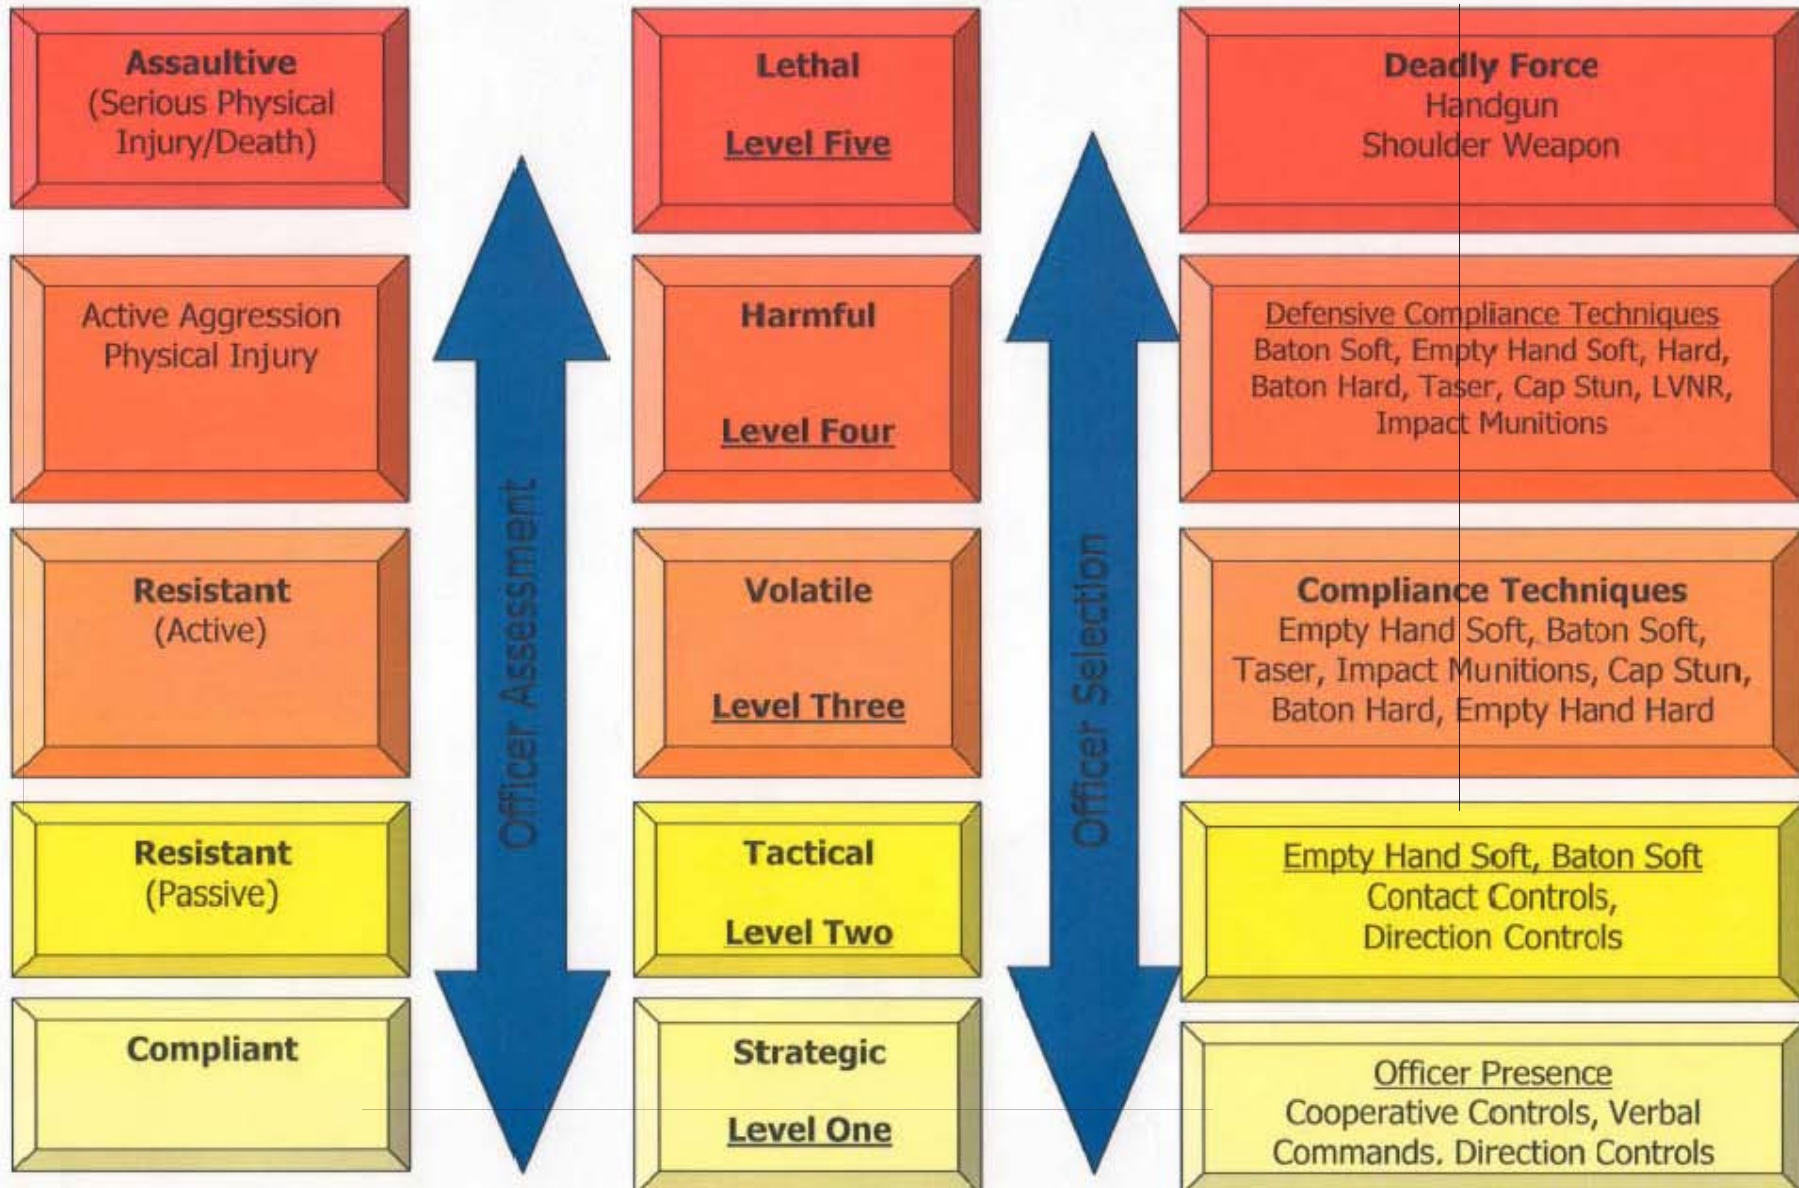 Assaultive
(Serious Physical
Injury/Death)
Lethal
Level Five
Deadly Force
Handgun
Shoulder Weapon
Active Aggression
Physical Injury
Harmful
Level Four
Defensive Compliance Techniques
Baton Soft, Empty Hand Soft, Hard,
Baton Hard, Taser, Cap Stun, LVNR,
Impact Munitions
Officer Assessment
Officer Selection
Resistant
(Active)
Volatile
Level Three
Compliance Techniques
Empty Hand Soft, Baton Soft,
Taser, Impact Munitions, Cap Stun,
Baton Hard, Empty Hand Hard
Resistant
(Passive)
Tactical
Level Two
Empty Hand Soft, Baton Soft
Contact Controls,
Direction Controls
Compliant
Strategic
Level One
Officer Presence
Cooperative Controls, Verbal
Commands. Direction Controls